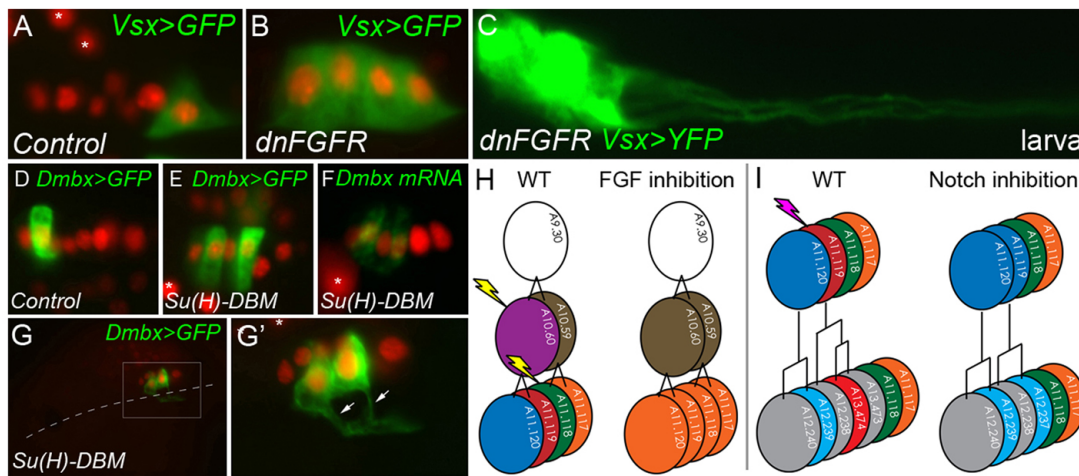 A Vsx>GFP
* *
Control
B Vsx>GFP
dnFGFR
C
dnFGFR Vsx>YFP larva
D Dmbx>GFP
Control
E Dmbx>GFP
*
Su(H)-DBM
F Dmbx mRNA
*
Su(H)-DBM
G Dmbx>GFP
Su(H)-DBM
G'
* *
H WT FGF inhibition
A9.30
A9.30
A10.60
A10.59
A10.60
A10.59
A11.120
A11.119
A11.118
A11.117
A11.120
A11.119
A11.118
A11.117
I WT Notch inhibition
A11.120
A11.119
A11.118
A11.117
A11.120
A11.119
A11.118
A11.117
A12.240
A12.239
A12.238
A13.474
A13.473
A11.118
A11.117
A12.240
A12.239
A12.238
A12.237
A11.118
A11.117